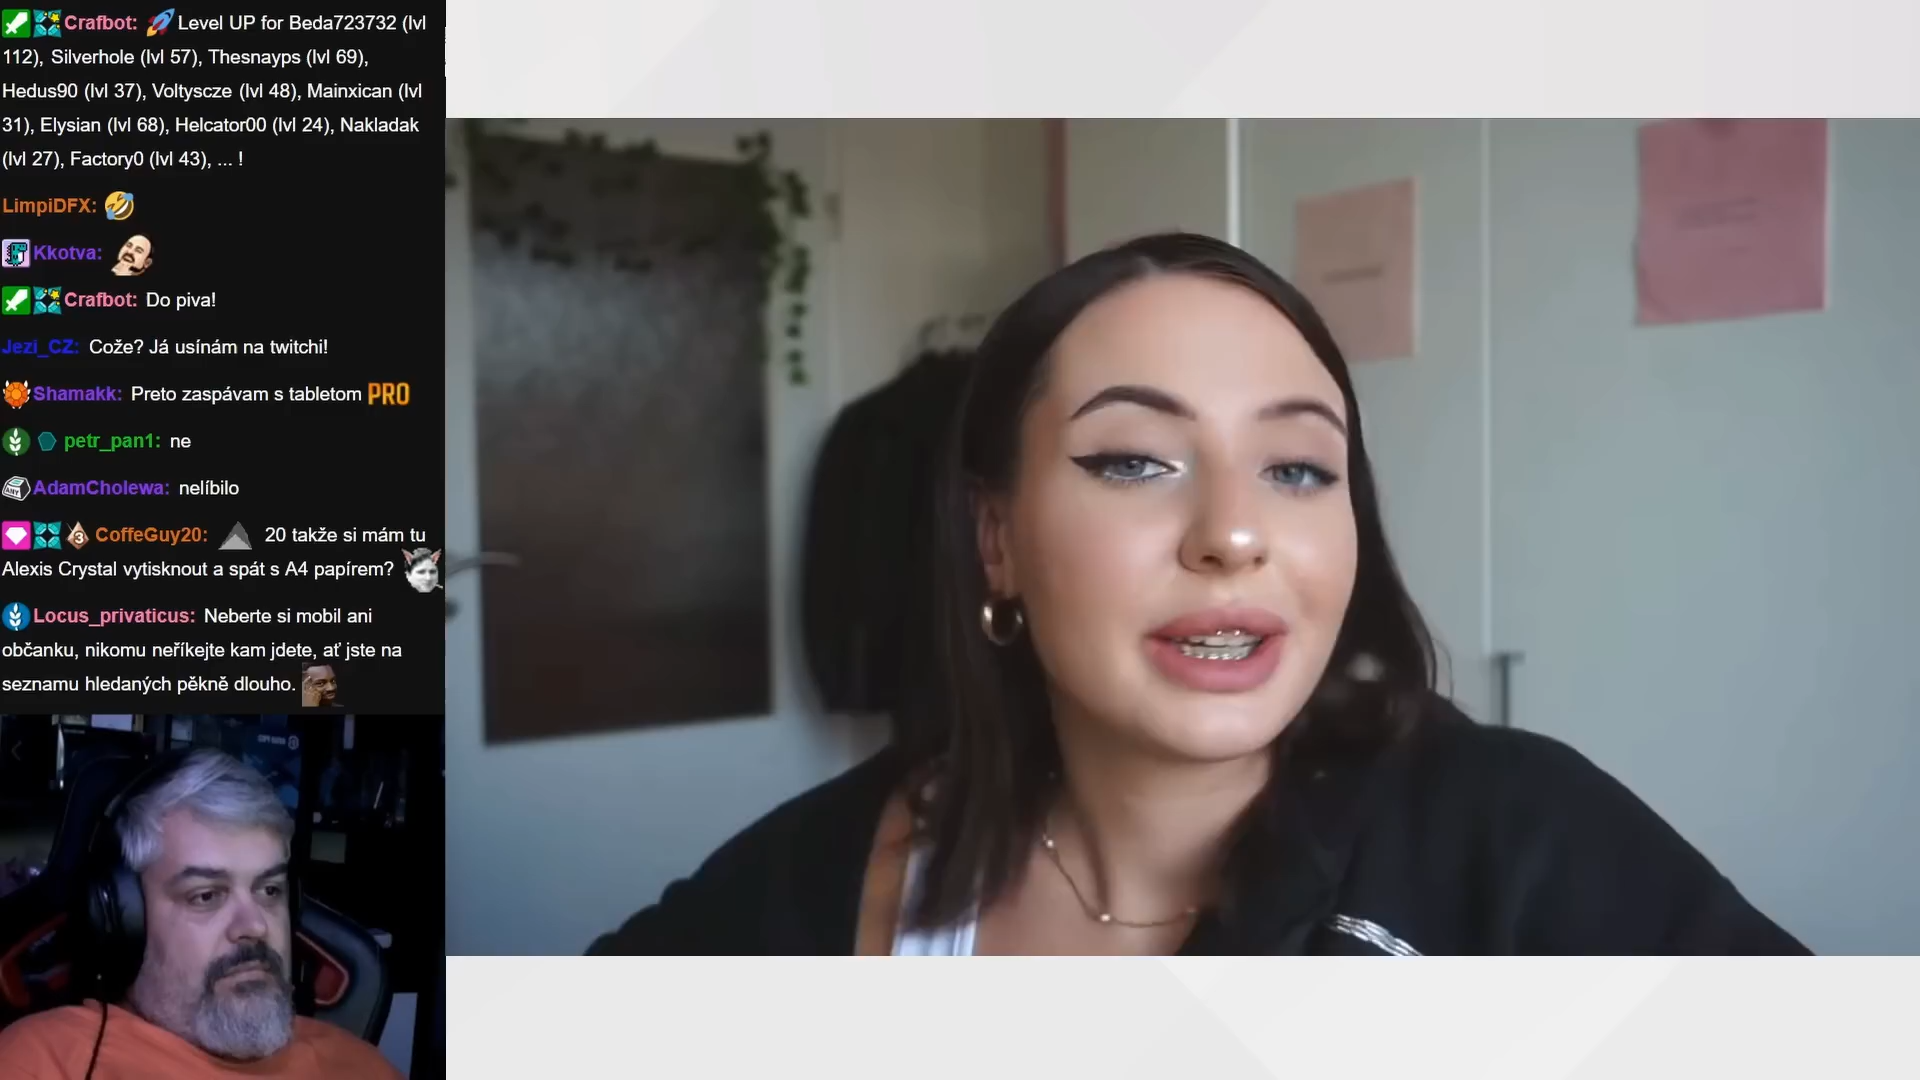 Crafbot: Level UP for Beda723732 (lvl
112), Silverhole (lvl 57), Thesnayps (lvl 69),
Hedus90 (lvl 37), Voltyscze (lvl 48), Mainxican (lvl
31), Elysian (lvl 68), Helcator00 (lvl 24), Nakladak
(lvl 27), Factory0 (lvl 43), ... !
LimpiDFX:
Kkotva:
Crafbot: Do piva!
Jezi_CZ: Cože? Já usínám na twitchi!
Shamakk: Preto zaspávam s tabletom PRO
petr_pan1: ne
AdamCholewa: nelíbilo
3 CoffeGuy20: 20 takže si mám tu
Alexis Crystal vytisknout a spát s A4 papírem?
Locus_privaticus: Neberte si mobil ani
občanku, nikomu neříkejte kam jdete, ať jste na
seznamu hledaných pěkně dlouho.